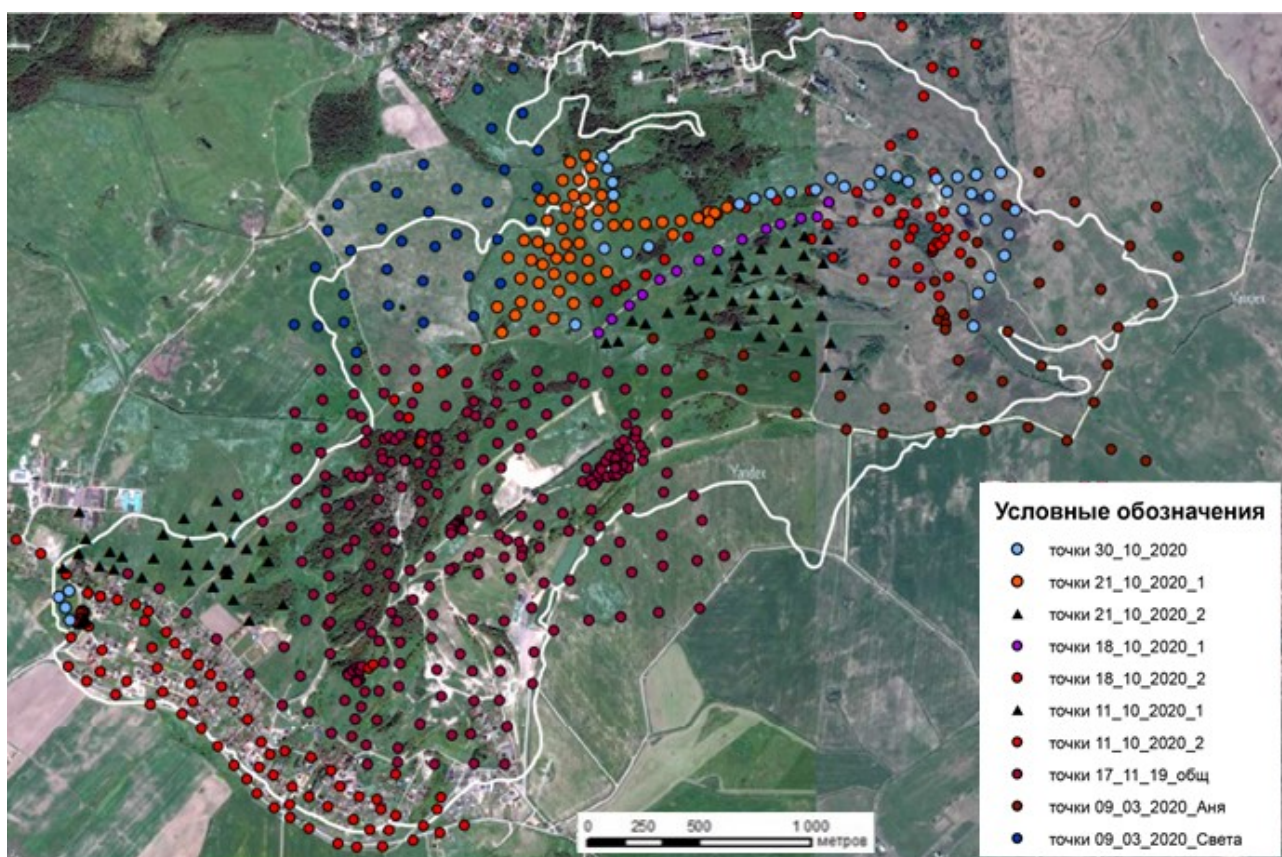 Yandex
Yandex
Условные обозначения
точки 30_10_2020
точки 21_10_2020_1
точки 21_10_2020_2
точки 18_10_2020_1
точки 18_10_2020_2
точки 11_10_2020_1
точки 11_10_2020_2
точки 17_11_19_общ
точки 09_03_2020_Аня
точки 09_03_2020_Света
0 250 500 1 000
метров